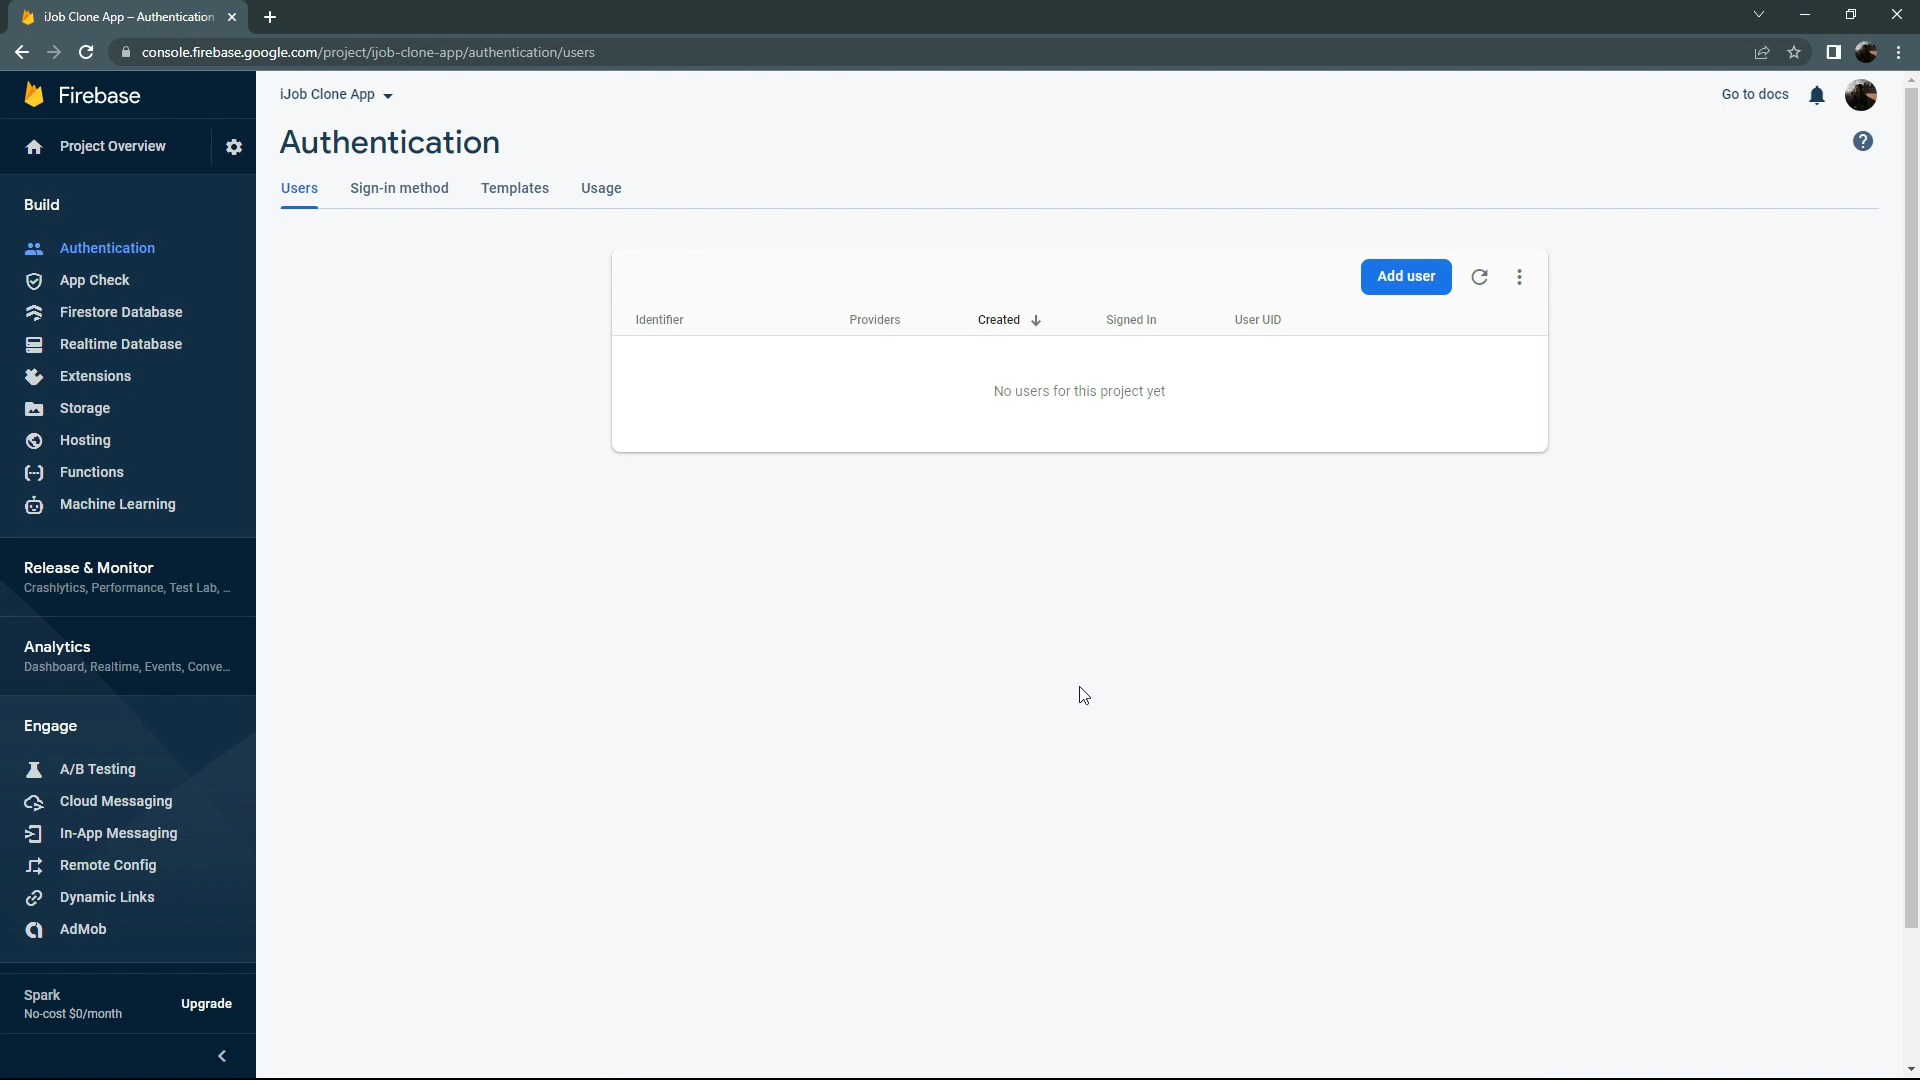 iJob Clone App – Authentication
console.firebase.google.com/project/ijob-clone-app/authentication/users
Firebase
Project Overview
Build
Authentication
App Check
Firestore Database
Realtime Database
Extensions
Storage
Hosting
Functions
Machine Learning
Release & Monitor
Crashlytics, Performance, Test Lab, ...
Analytics
Dashboard, Realtime, Events, Conve...
Engage
A/B Testing
Cloud Messaging
In-App Messaging
Remote Config
Dynamic Links
AdMob
Spark
No-cost $0/month
Upgrade
iJob Clone App
Go to docs
Authentication
Users Sign-in method Templates Usage
Add user
Identifier Providers Created Signed In User UID
No users for this project yet